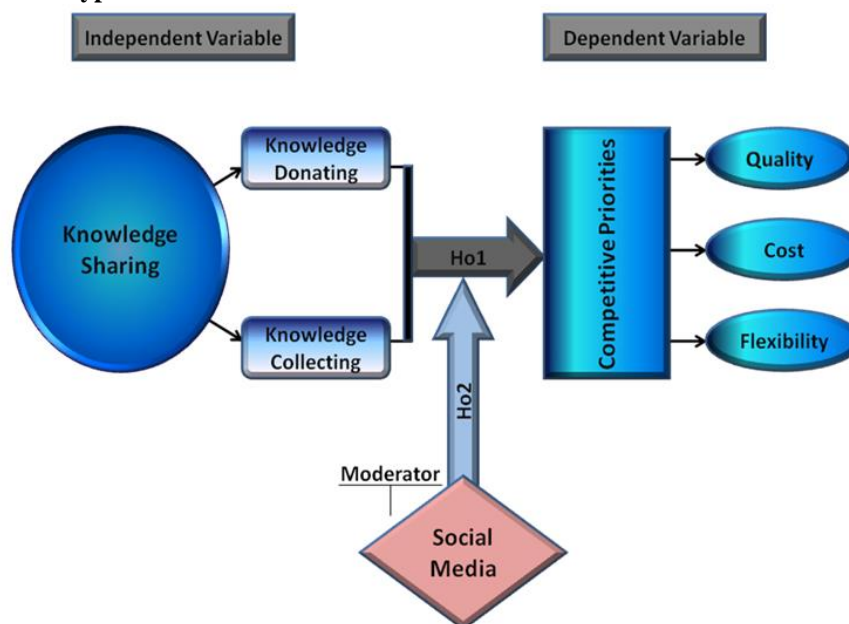 Independent Variable
Dependent Variable
Knowledge
Donating
Knowledge
Sharing
Knowledge
Collecting
Ho1
Ho2
Competitive Priorities
Quality
Cost
Flexibility
Moderator
Social
Media